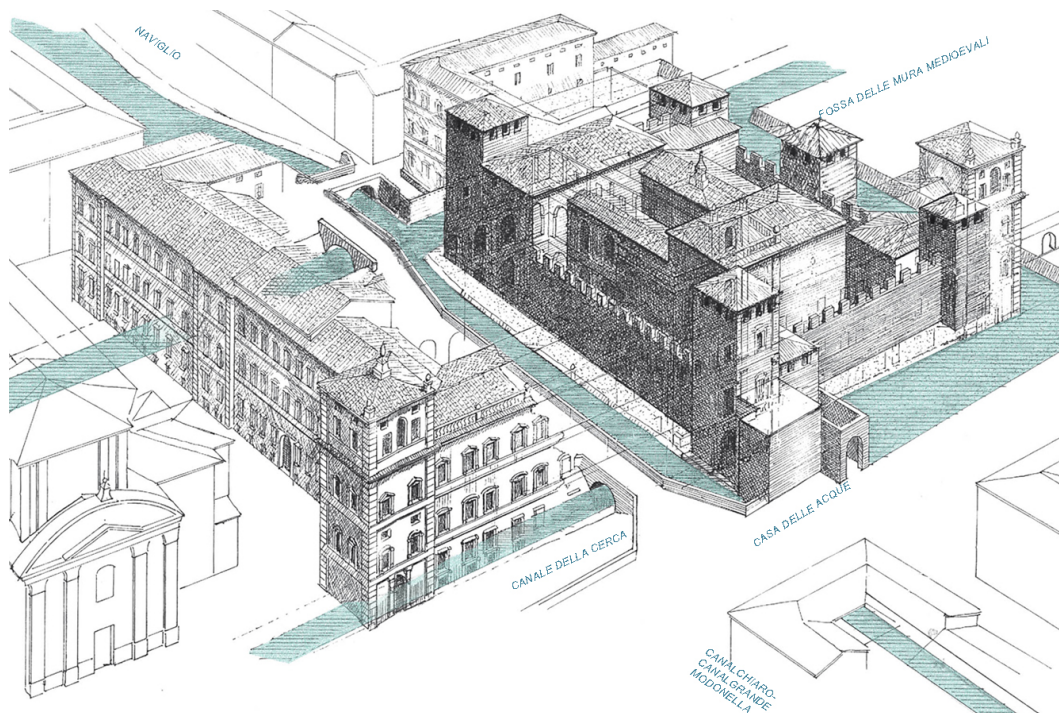 NAVIGLIO
FOSSA DELLE MURA MEDIOEVALI
CASA DELLE ACQUE
CANALE DELLA CERCA
CANALCHIARO-
CANALGRANDE
MODONELLA